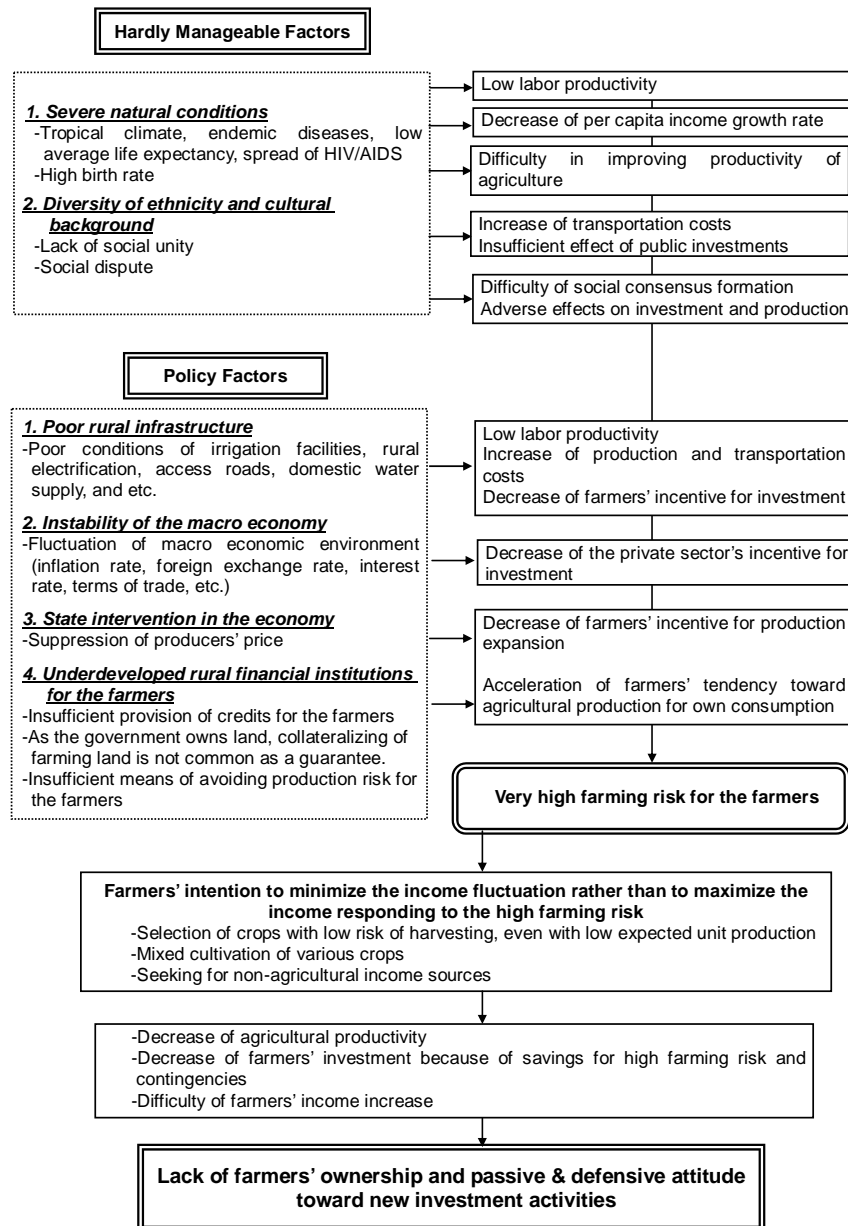 Hardly Manageable Factors
1. Severe natural conditions
-Tropical climate, endemic diseases, low
average life expectancy, spread of HIV/AIDS
-High birth rate
2. Diversity of ethnicity and cultural
background
-Lack of social unity
-Social dispute
Low labor productivity
Decrease of per capita income growth rate
Difficulty in improving productivity of
agriculture
Increase of transportation costs
Insufficient effect of public investments
Difficulty of social consensus formation
Adverse effects on investment and production
Policy Factors
1. Poor rural infrastructure
-Poor conditions of irrigation facilities, rural
electrification, access roads, domestic water
supply, and etc.
2. Instability of the macro economy
-Fluctuation of macro economic environment
(inflation rate, foreign exchange rate, interest
rate, terms of trade, etc.)
3. State intervention in the economy
-Suppression of producers' price
4. Underdeveloped rural financial institutions
for the farmers
-Insufficient provision of credits for the farmers
-As the government owns land, collateralizing of
farming land is not common as a guarantee.
-Insufficient means of avoiding production risk for
the farmers
Low labor productivity
Increase of production and transportation
costs
Decrease of farmers' incentive for investment
Decrease of the private sector's incentive for
investment
Decrease of farmers' incentive for production
expansion
Acceleration of farmers' tendency toward
agricultural production for own consumption
Very high farming risk for the farmers
Farmers' intention to minimize the income fluctuation rather than to maximize the
income responding to the high farming risk
-Selection of crops with low risk of harvesting, even with low expected unit production
-Mixed cultivation of various crops
-Seeking for non-agricultural income sources
-Decrease of agricultural productivity
-Decrease of farmers' investment because of savings for high farming risk and
contingencies
-Difficulty of farmers' income increase
Lack of farmers' ownership and passive & defensive attitude
toward new investment activities